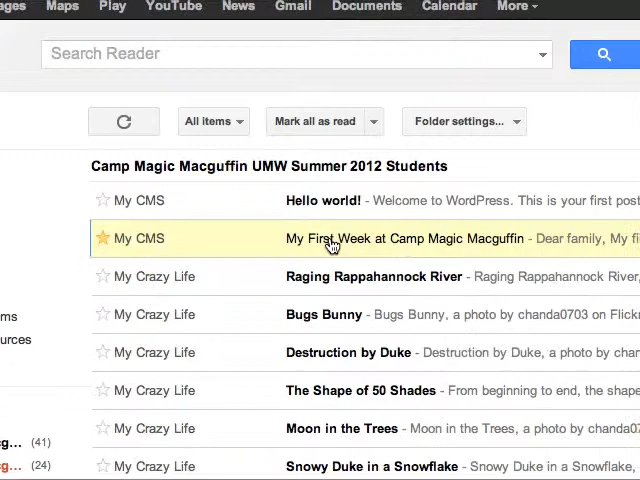 ages Maps Play YouTube News Gmail Documents Calendar More
Search Reader
All items Mark all as read Folder settings...
Camp Magic Macguffin UMW Summer 2012 Students
My CMS Hello world! - Welcome to WordPress. This is your first post
My CMS My First Week at Camp Magic Macguffin - Dear family, My fi
My Crazy Life Raging Rappahannock River - Raging Rappahannock River,
My Crazy Life Bugs Bunny - Bugs Bunny, a photo by chanda0703 on Flick
My Crazy Life Destruction by Duke - Destruction by Duke, a photo by char
My Crazy Life The Shape of 50 Shades - From beginning to end, the shape
My Crazy Life Moon in the Trees - Moon in the Trees, a photo by chanda07
My Crazy Life Snowy Duke in a Snowflake - Snowy Duke in a Snowflake,
ms
urces
cg... (41)
cg... (24)